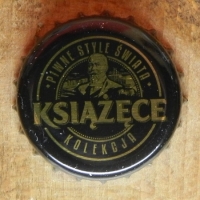 · PIWNE STYLE ŚWIATA ·
KSIĄŻĘCE
KOLEKCJA